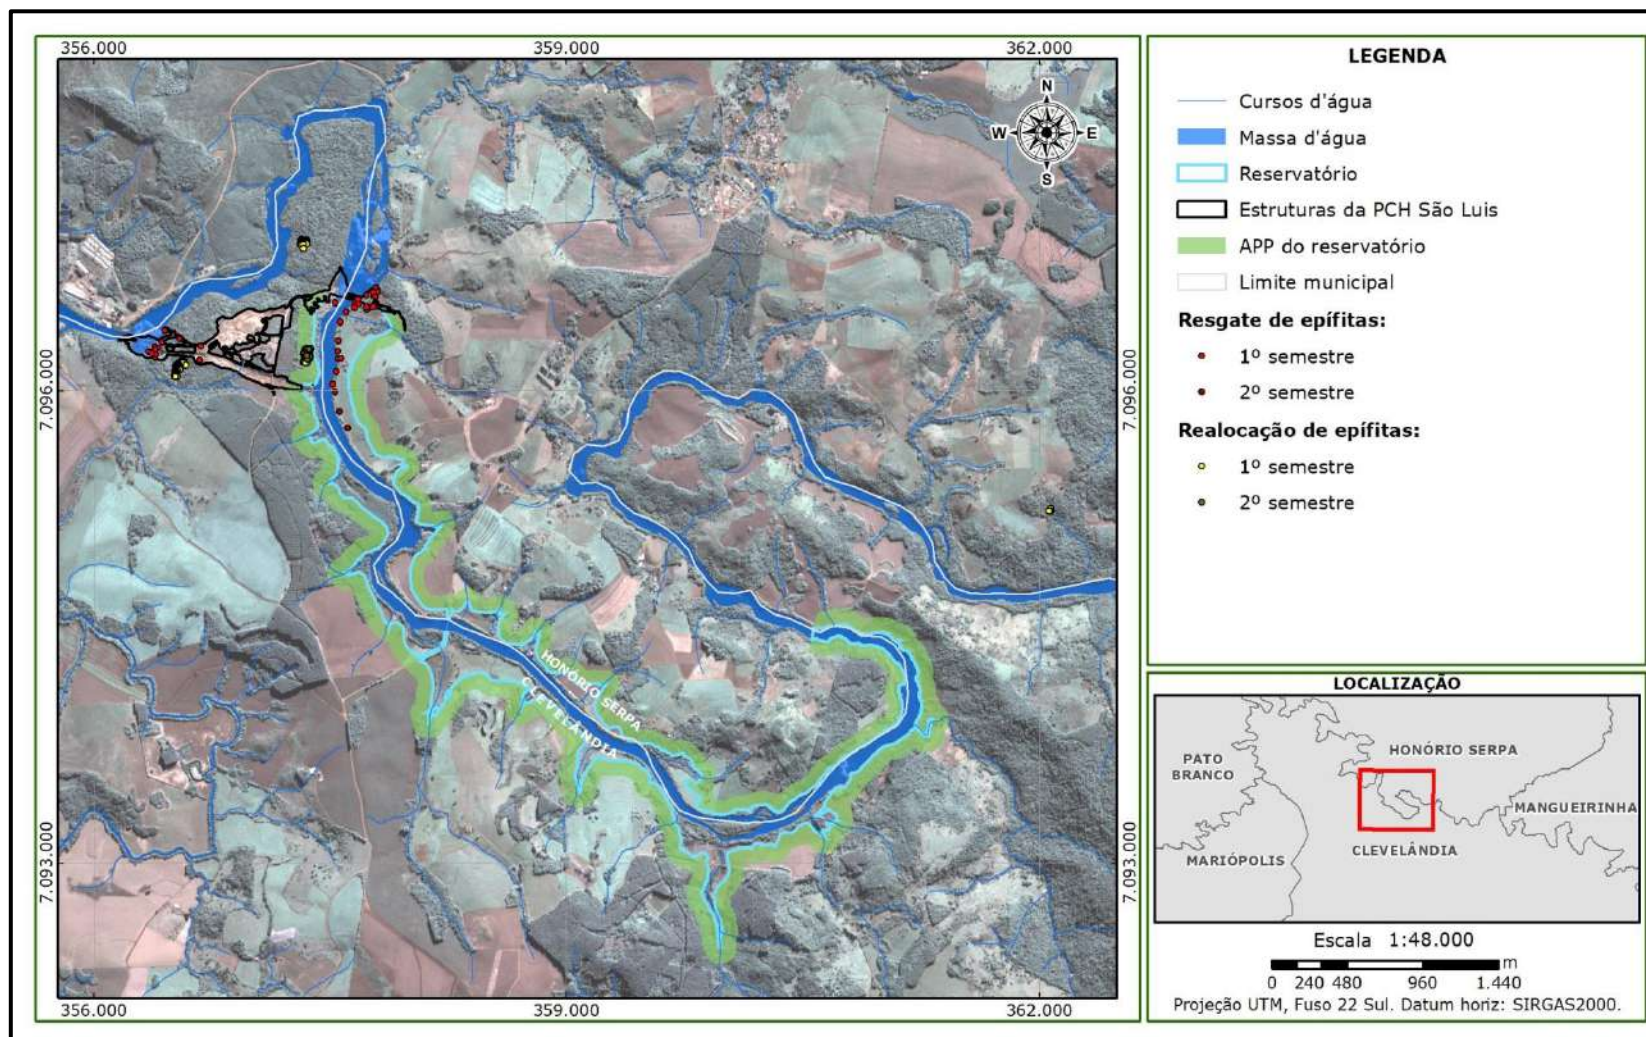 356.000
359.000
362.000
N
W
E
S
7.096.000
7.096.000
HONÓRIO SERPA
CLEVELÂNDIA
7.093.000
7.093.000
356.000
359.000
362.000
LEGENDA
Cursos d'água
Massa d'água
Reservatório
Estruturas da PCH São Luis
APP do reservatório
Limite municipal
Resgate de epífitas:
1º semestre
2º semestre
Realocação de epífitas:
1º semestre
2º semestre
LOCALIZAÇÃO
PATO
BRANCO
HONÓRIO SERPA
MANGUEIRINHA
MARIÓPOLIS
CLEVELÂNDIA
Escala 1:48.000
m
0 240 480 960 1.440
Projeção UTM, Fuso 22 Sul. Datum horiz: SIRGAS2000.